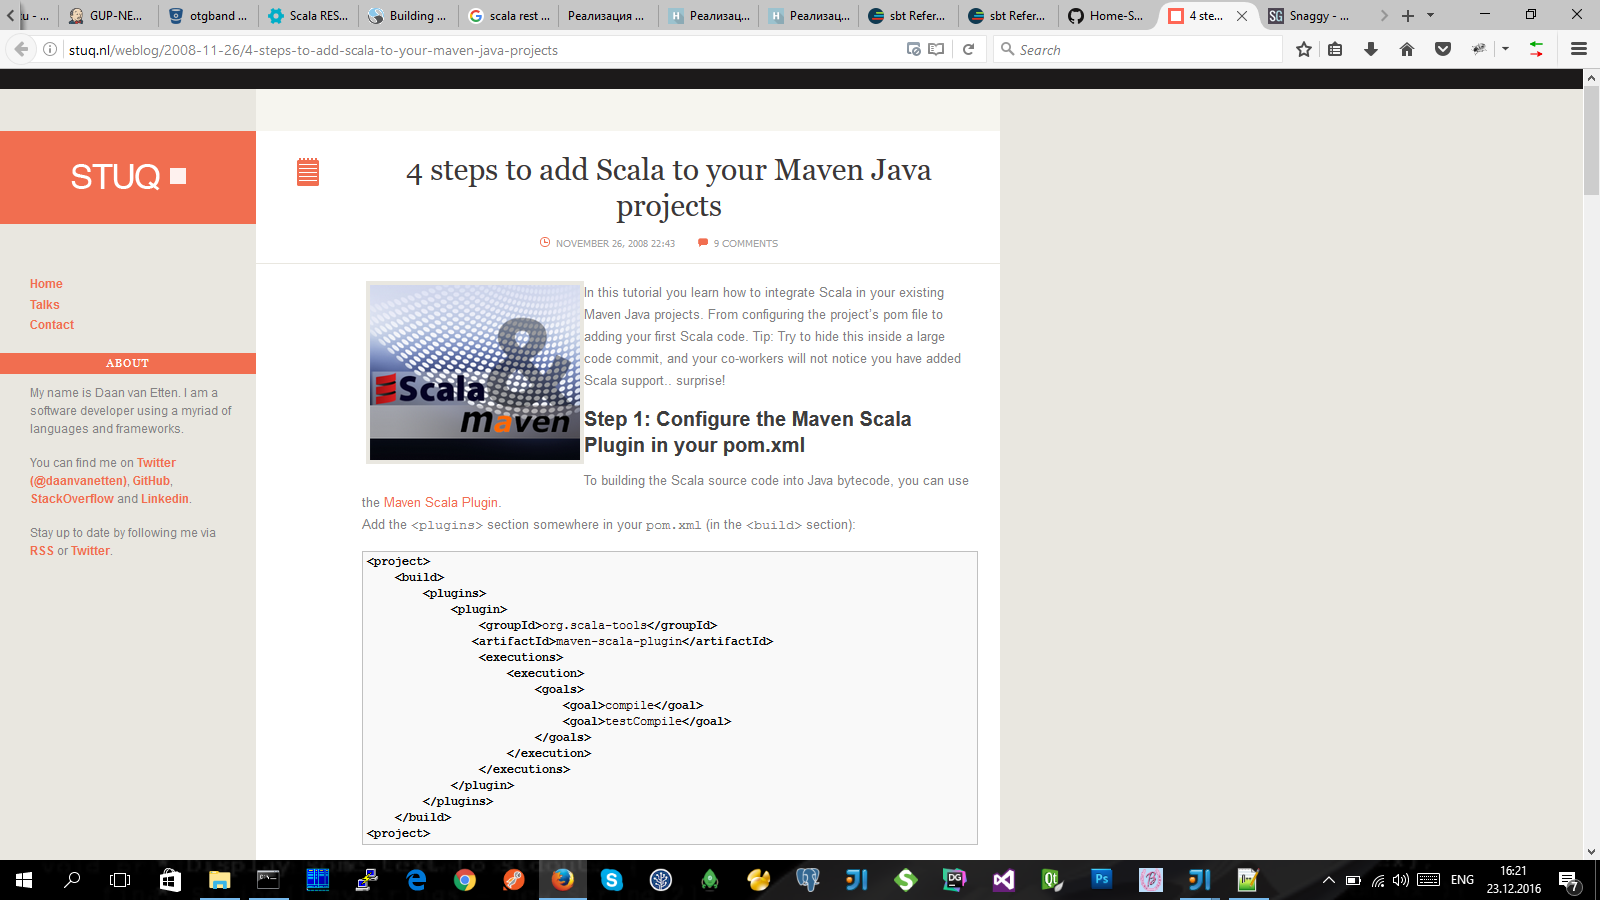 tu - ...
GUP-NE...
otgband ...
Scala RES...
Building ...
scala rest ...
Реализация ...
Реализац...
Реализац...
sbt Refer...
sbt Refer...
Home-S...
4 ste...
SG
Snaggy - ...
stuq.nl/weblog/2008-11-26/4-steps-to-add-scala-to-your-maven-java-projects
Search
STUQ
Home
Talks
Contact
ABOUT
My name is Daan van Etten. I am a
software developer using a myriad of
languages and frameworks.
You can find me on Twitter
(@daanvanetten), GitHub,
StackOverflow and Linkedin.
Stay up to date by following me via
RSS or Twitter.
4 steps to add Scala to your Maven Java
projects
NOVEMBER 26, 2008 22:43
9 COMMENTS
Scala
maven
In this tutorial you learn how to integrate Scala in your existing
Maven Java projects. From configuring the project's pom file to
adding your first Scala code. Tip: Try to hide this inside a large
code commit, and your co-workers will not notice you have added
Scala support.. surprise!
Step 1: Configure the Maven Scala
Plugin in your pom.xml
To building the Scala source code into Java bytecode, you can use
the Maven Scala Plugin.
Add the <plugins> section somewhere in your pom.xml (in the <build> section):
<project>
<build>
<plugins>
<plugin>
<groupId>org.scala-tools</groupId>
<artifactId>maven-scala-plugin</artifactId>
<executions>
<execution>
<goals>
<goal>compile</goal>
<goal>testCompile</goal>
</goals>
</execution>
</executions>
</plugin>
</plugins>
</build>
<project>
ENG
16:21
23.12.2016
7